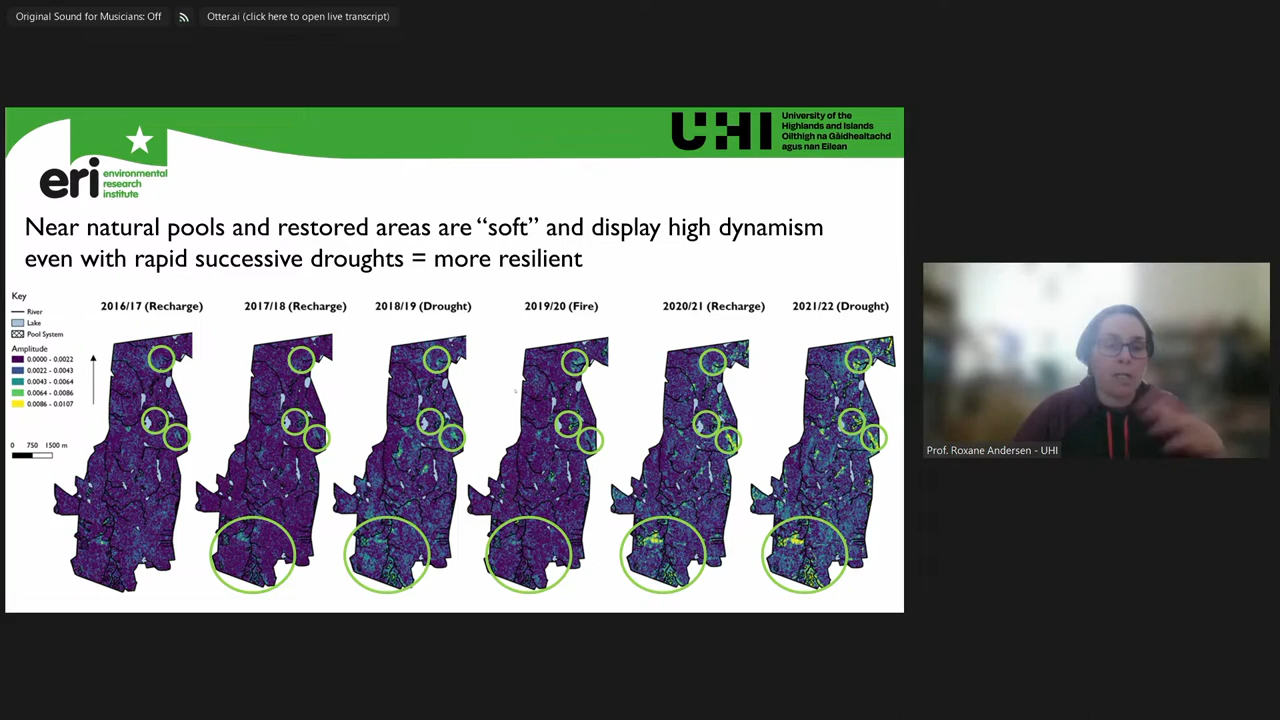 Original Sound for Musicians: Off
Otter.ai (click here to open live transcript)
eri environmental
research
institute
UHI
University of the
Highlands and Islands
Oilthigh na Gàidhealtachd
agus nan Eilean
Near natural pools and restored areas are “soft” and display high dynamism
even with rapid successive droughts = more resilient
Key
River
Lake
Pool System
Amplitude
0.0000 - 0.0022
0.0022 - 0.0043
0.0043 - 0.0064
0.0064 - 0.0086
0.0086 - 0.0107
0 750 1500 m
2016/17 (Recharge)
2017/18 (Recharge)
2018/19 (Drought)
2019/20 (Fire)
2020/21 (Recharge)
2021/22 (Drought)
Prof. Roxane Andersen - UHI